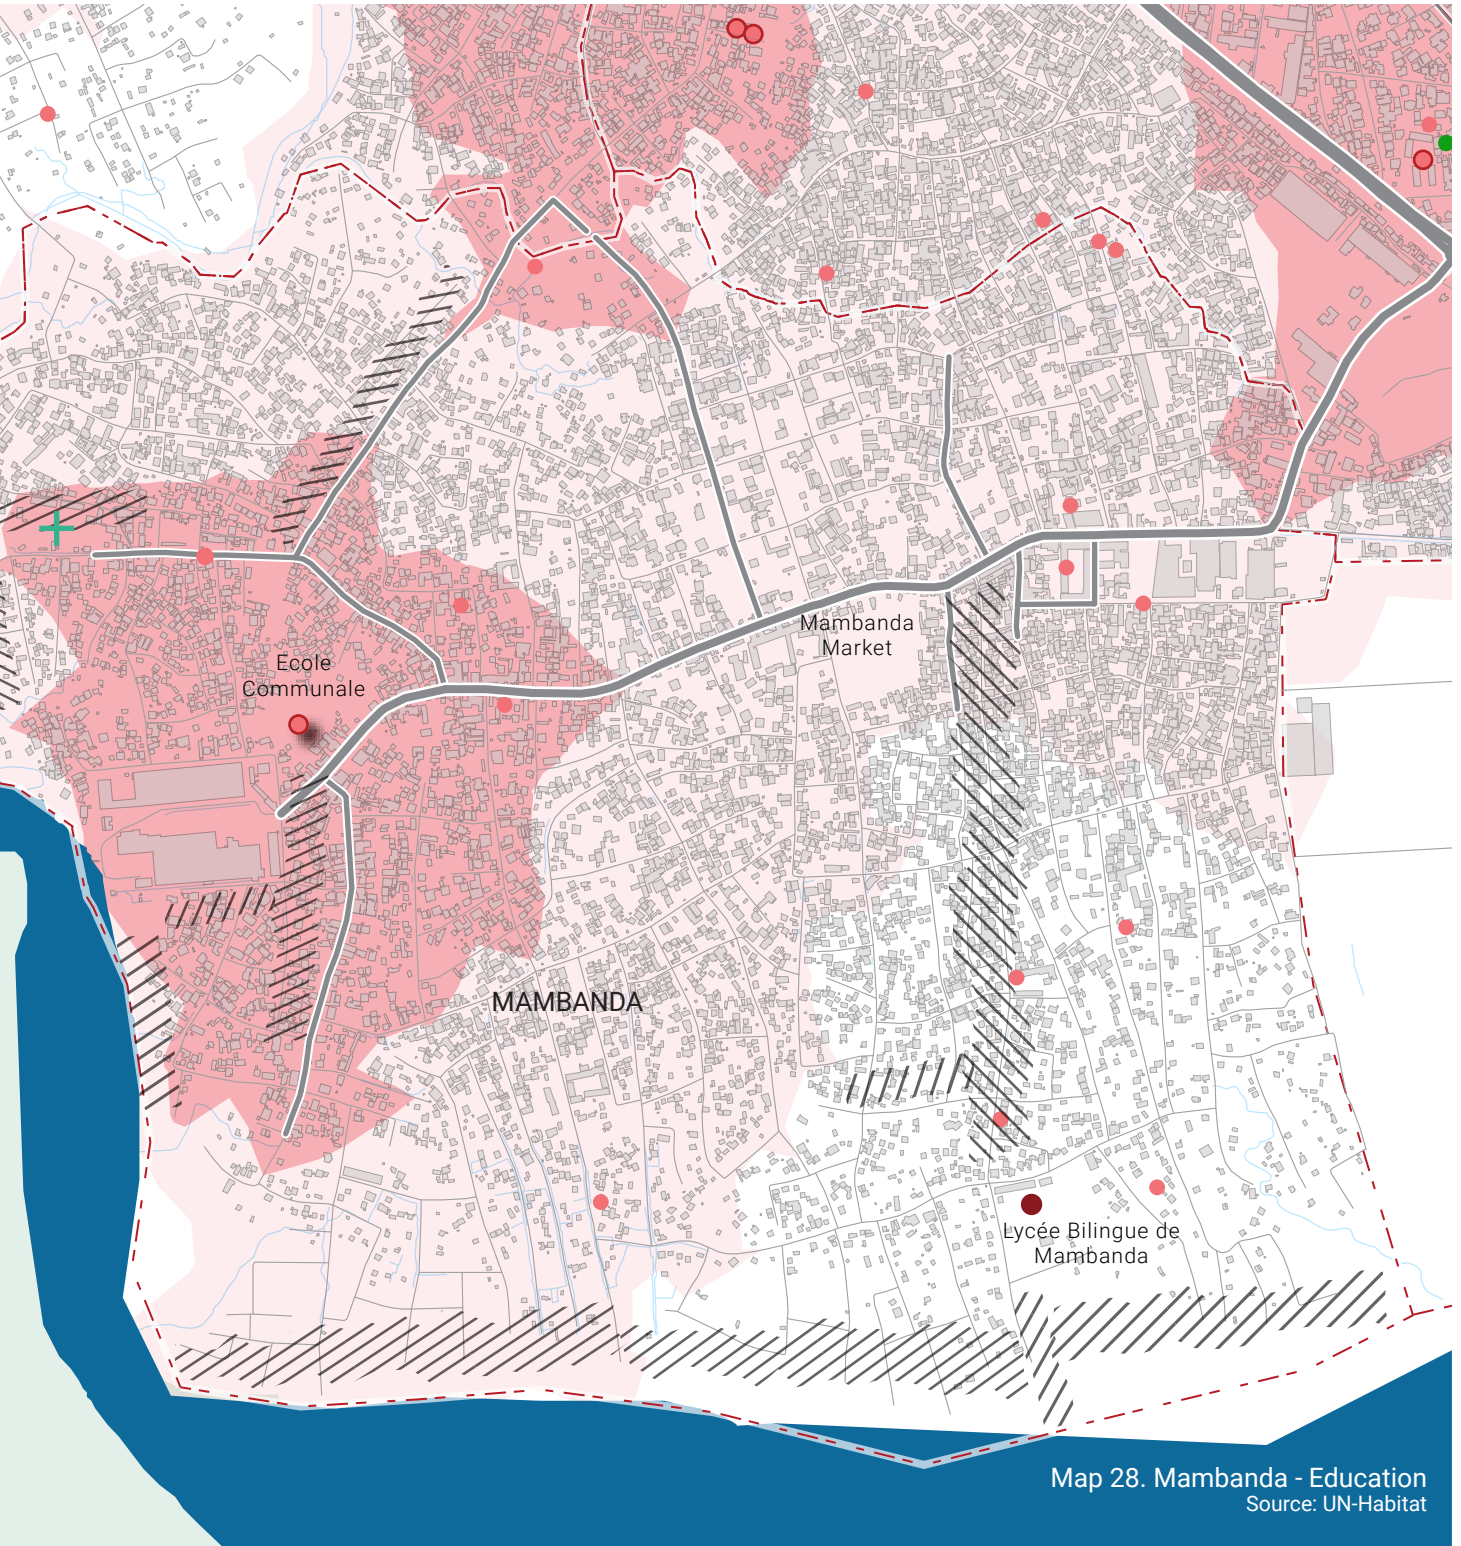 Mambanda
Market
Ecole
Communale
MAMBANDA
Lycée Bilingue de
Mambanda
Map 28. Mambanda - Education
Source: UN-Habitat